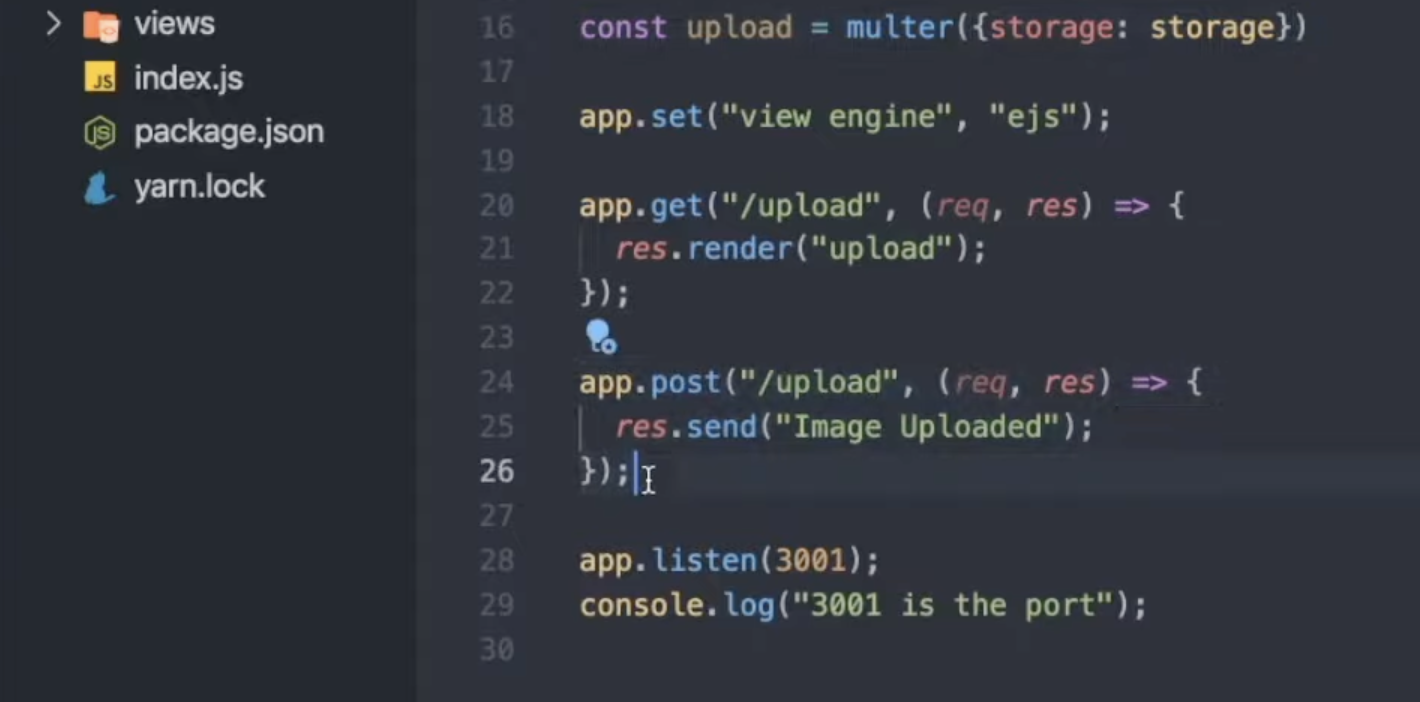 views
index.js
package.json
yarn.lock
16 const upload = multer({storage: storage})
17
18 app.set("view engine", "ejs");
19
20 app.get("/upload", (req, res) => {
21 res.render("upload");
22 });
23
24 app.post("/upload", (req, res) => {
25 res.send("Image Uploaded");
26 });
27
28 app.listen(3001);
29 console.log("3001 is the port");
30